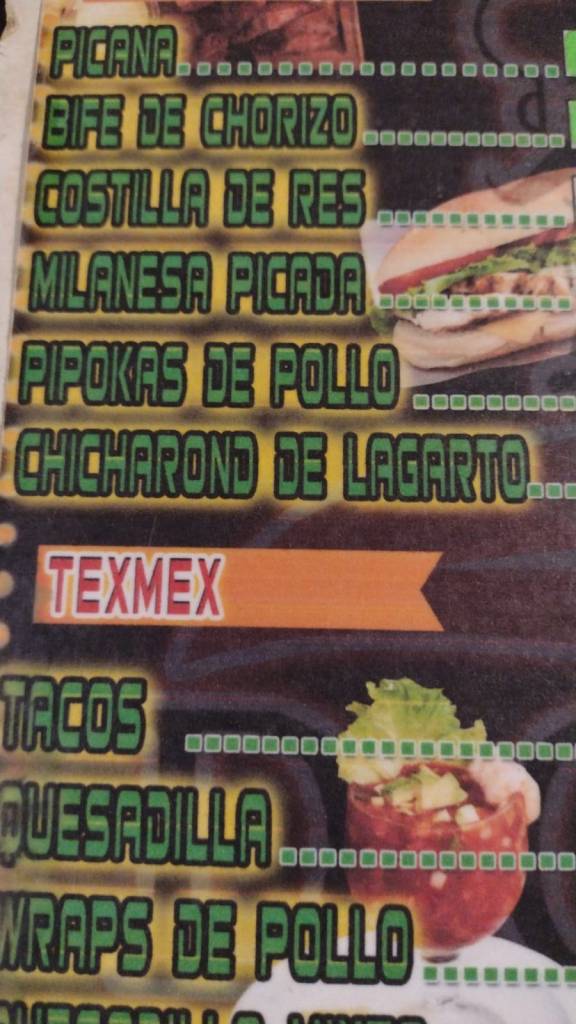 PICANA
BIFE DE CHORIZO
COSTILLA DE RES
MILANESA PICADA
PIPOKAS DE POLLO
CHICHAROND DE LAGARTO
TEXMEX
TACOS
QUESADILLA
WRAPS DE POLLO
QUESADILLA